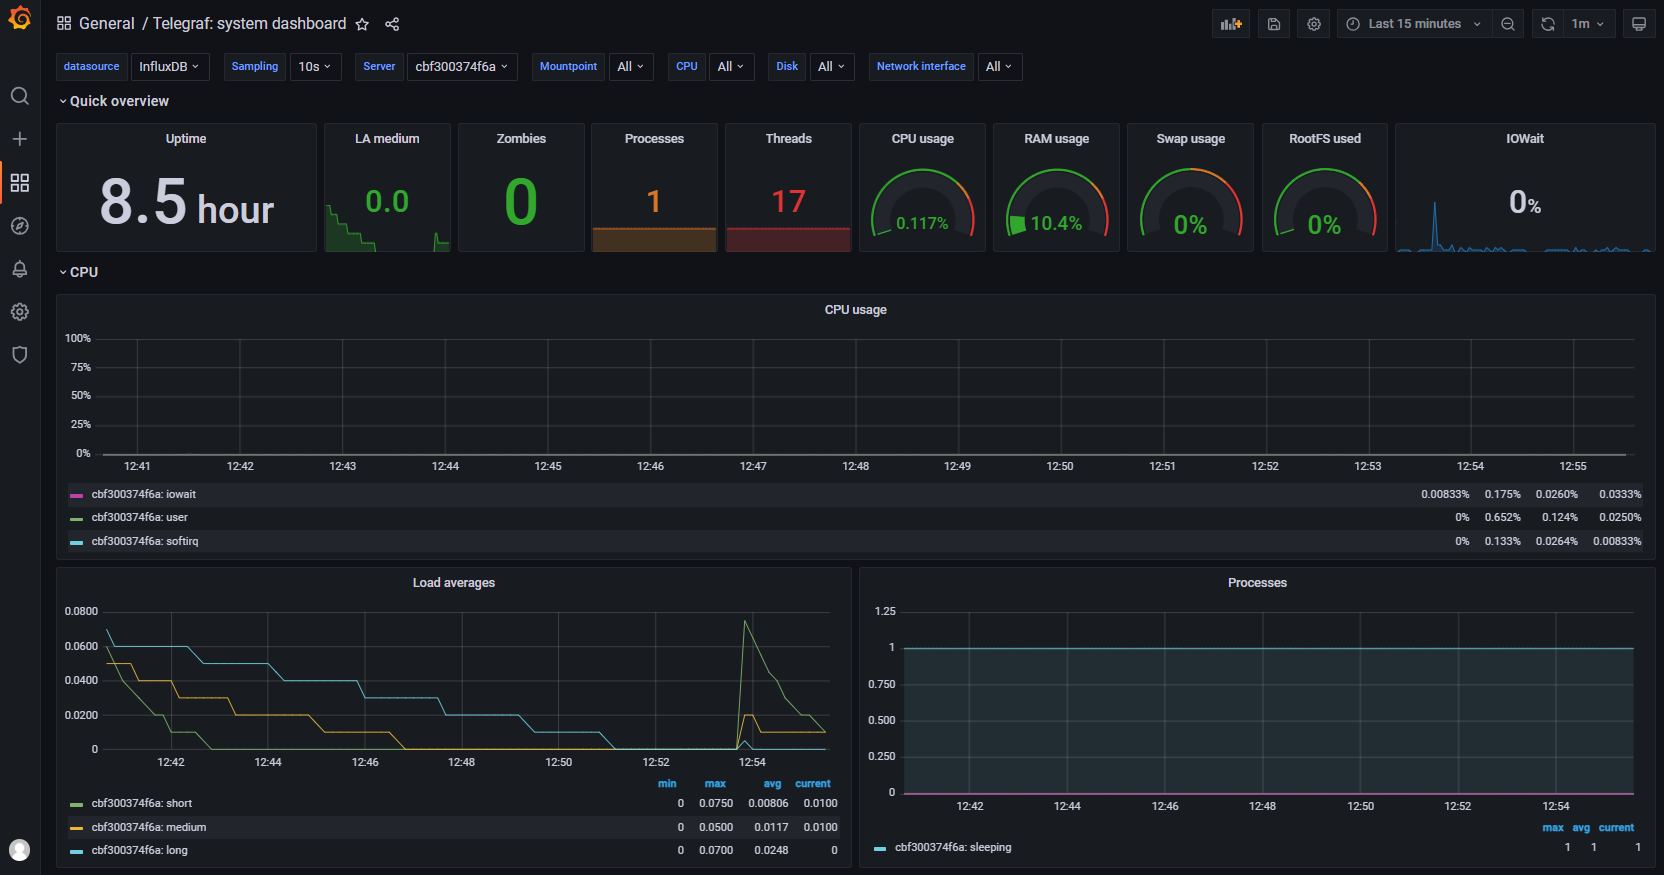 General / Telegraf: system dashboard
Last 15 minutes
1m
datasource InfluxDB Sampling 10s Server cbf300374f6a Mountpoint All CPU All Disk All Network interface All
Quick overview
Uptime
8.5 hour
LA medium
0.0
Zombies
0
Processes
1
Threads
17
CPU usage
0.117%
RAM usage
10.4%
Swap usage
0%
RootFS used
0%
IOWait
0%
CPU
CPU usage
100%
75%
50%
25%
0%
12:41 12:42 12:43 12:44 12:45 12:46 12:47 12:48 12:49 12:50 12:51 12:52 12:53 12:54 12:55
cbf300374f6a: iowait 0.00833% 0.175% 0.0260% 0.0333%
cbf300374f6a: user 0% 0.652% 0.124% 0.0250%
cbf300374f6a: softirq 0% 0.133% 0.0264% 0.00833%
Load averages
0.0800
0.0600
0.0400
0.0200
0
12:42 12:44 12:46 12:48 12:50 12:52 12:54
min max avg current
cbf300374f6a: short 0 0.0750 0.00806 0.0100
cbf300374f6a: medium 0 0.0500 0.0117 0.0100
cbf300374f6a: long 0 0.0700 0.0248 0
Processes
1.25
1
0.750
0.500
0.250
0
12:42 12:44 12:46 12:48 12:50 12:52 12:54
max avg current
cbf300374f6a: sleeping 1 1 1